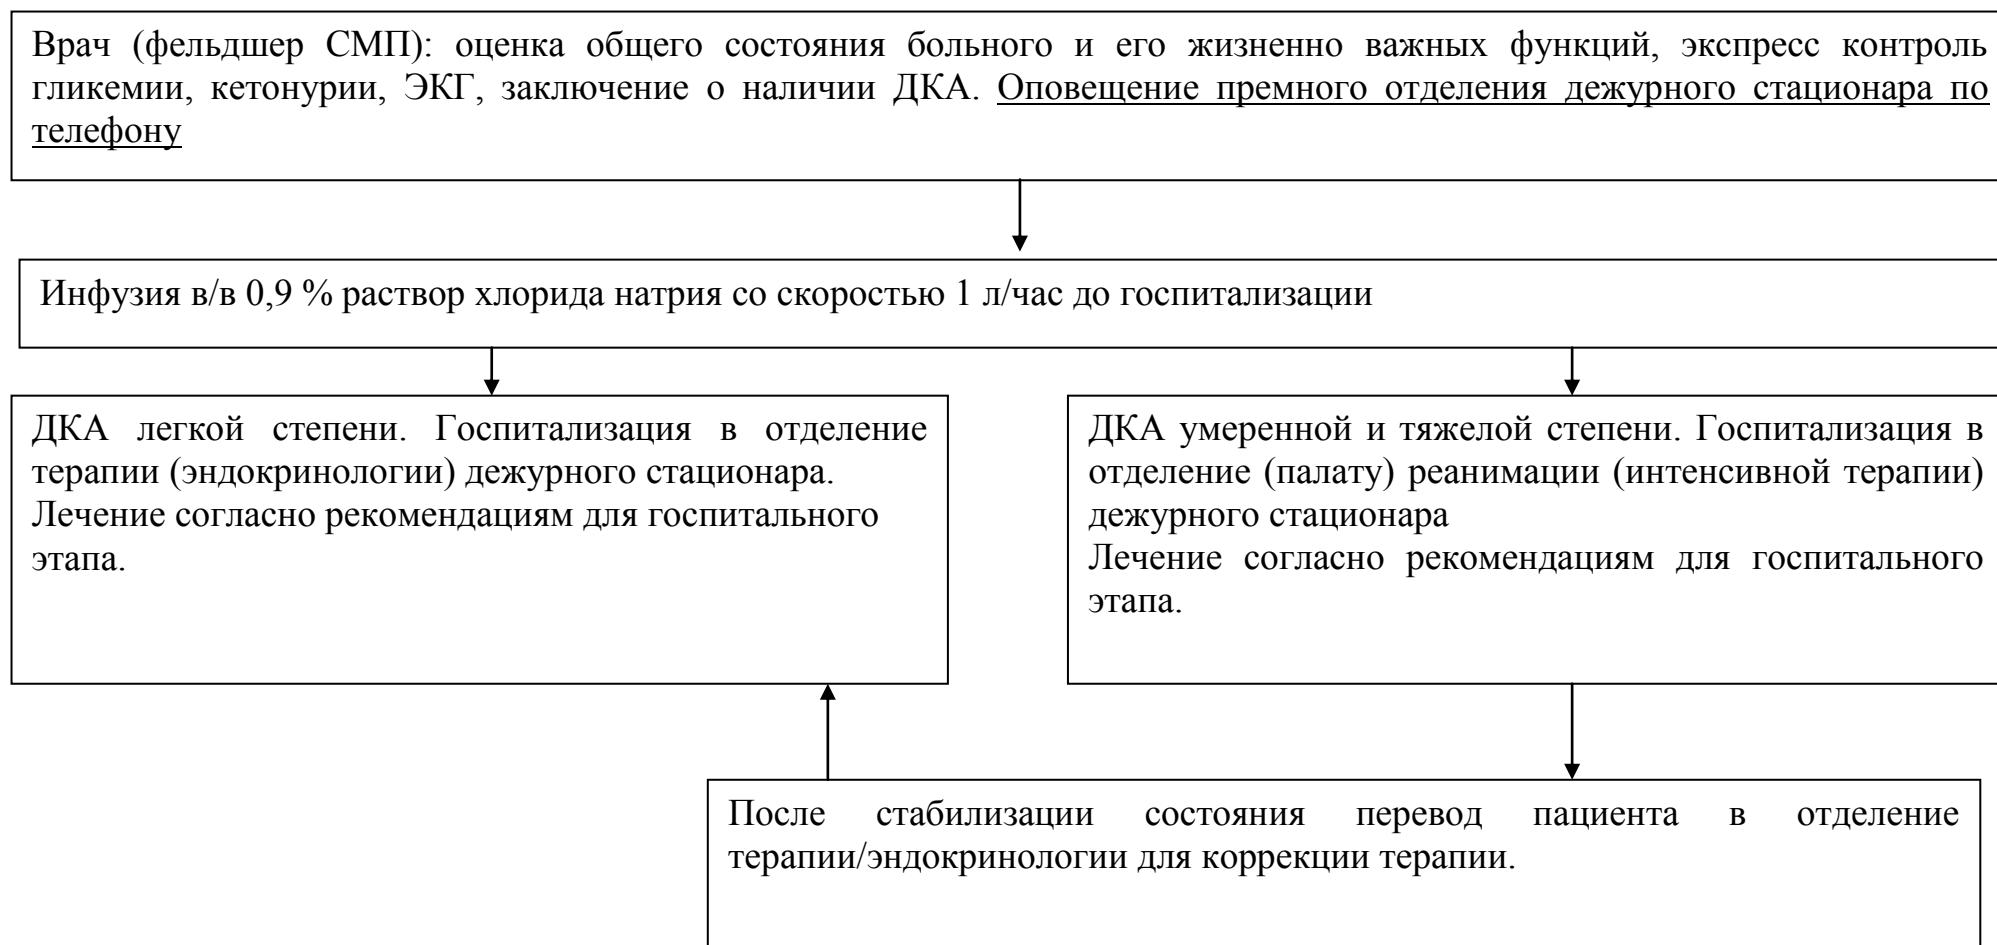 Врач (фельдшер СМП): оценка общего состояния больного и его жизненно важных функций, экспресс контроль
гликемии, кетонурии, ЭКГ, заключение о наличии ДКА. Оповещение премного отделения дежурного стационара по
телефону
Инфузия в/в 0,9 % раствор хлорида натрия со скоростью 1 л/час до госпитализации
ДКА легкой степени. Госпитализация в отделение
терапии (эндокринологии) дежурного стационара.
Лечение согласно рекомендациям для госпитального
этапа.
ДКА умеренной и тяжелой степени. Госпитализация в
отделение (палату) реанимации (интенсивной терапии)
дежурного стационара
Лечение согласно рекомендациям для госпитального
этапа.
После стабилизации состояния перевод пациента в отделение
терапии/эндокринологии для коррекции терапии.